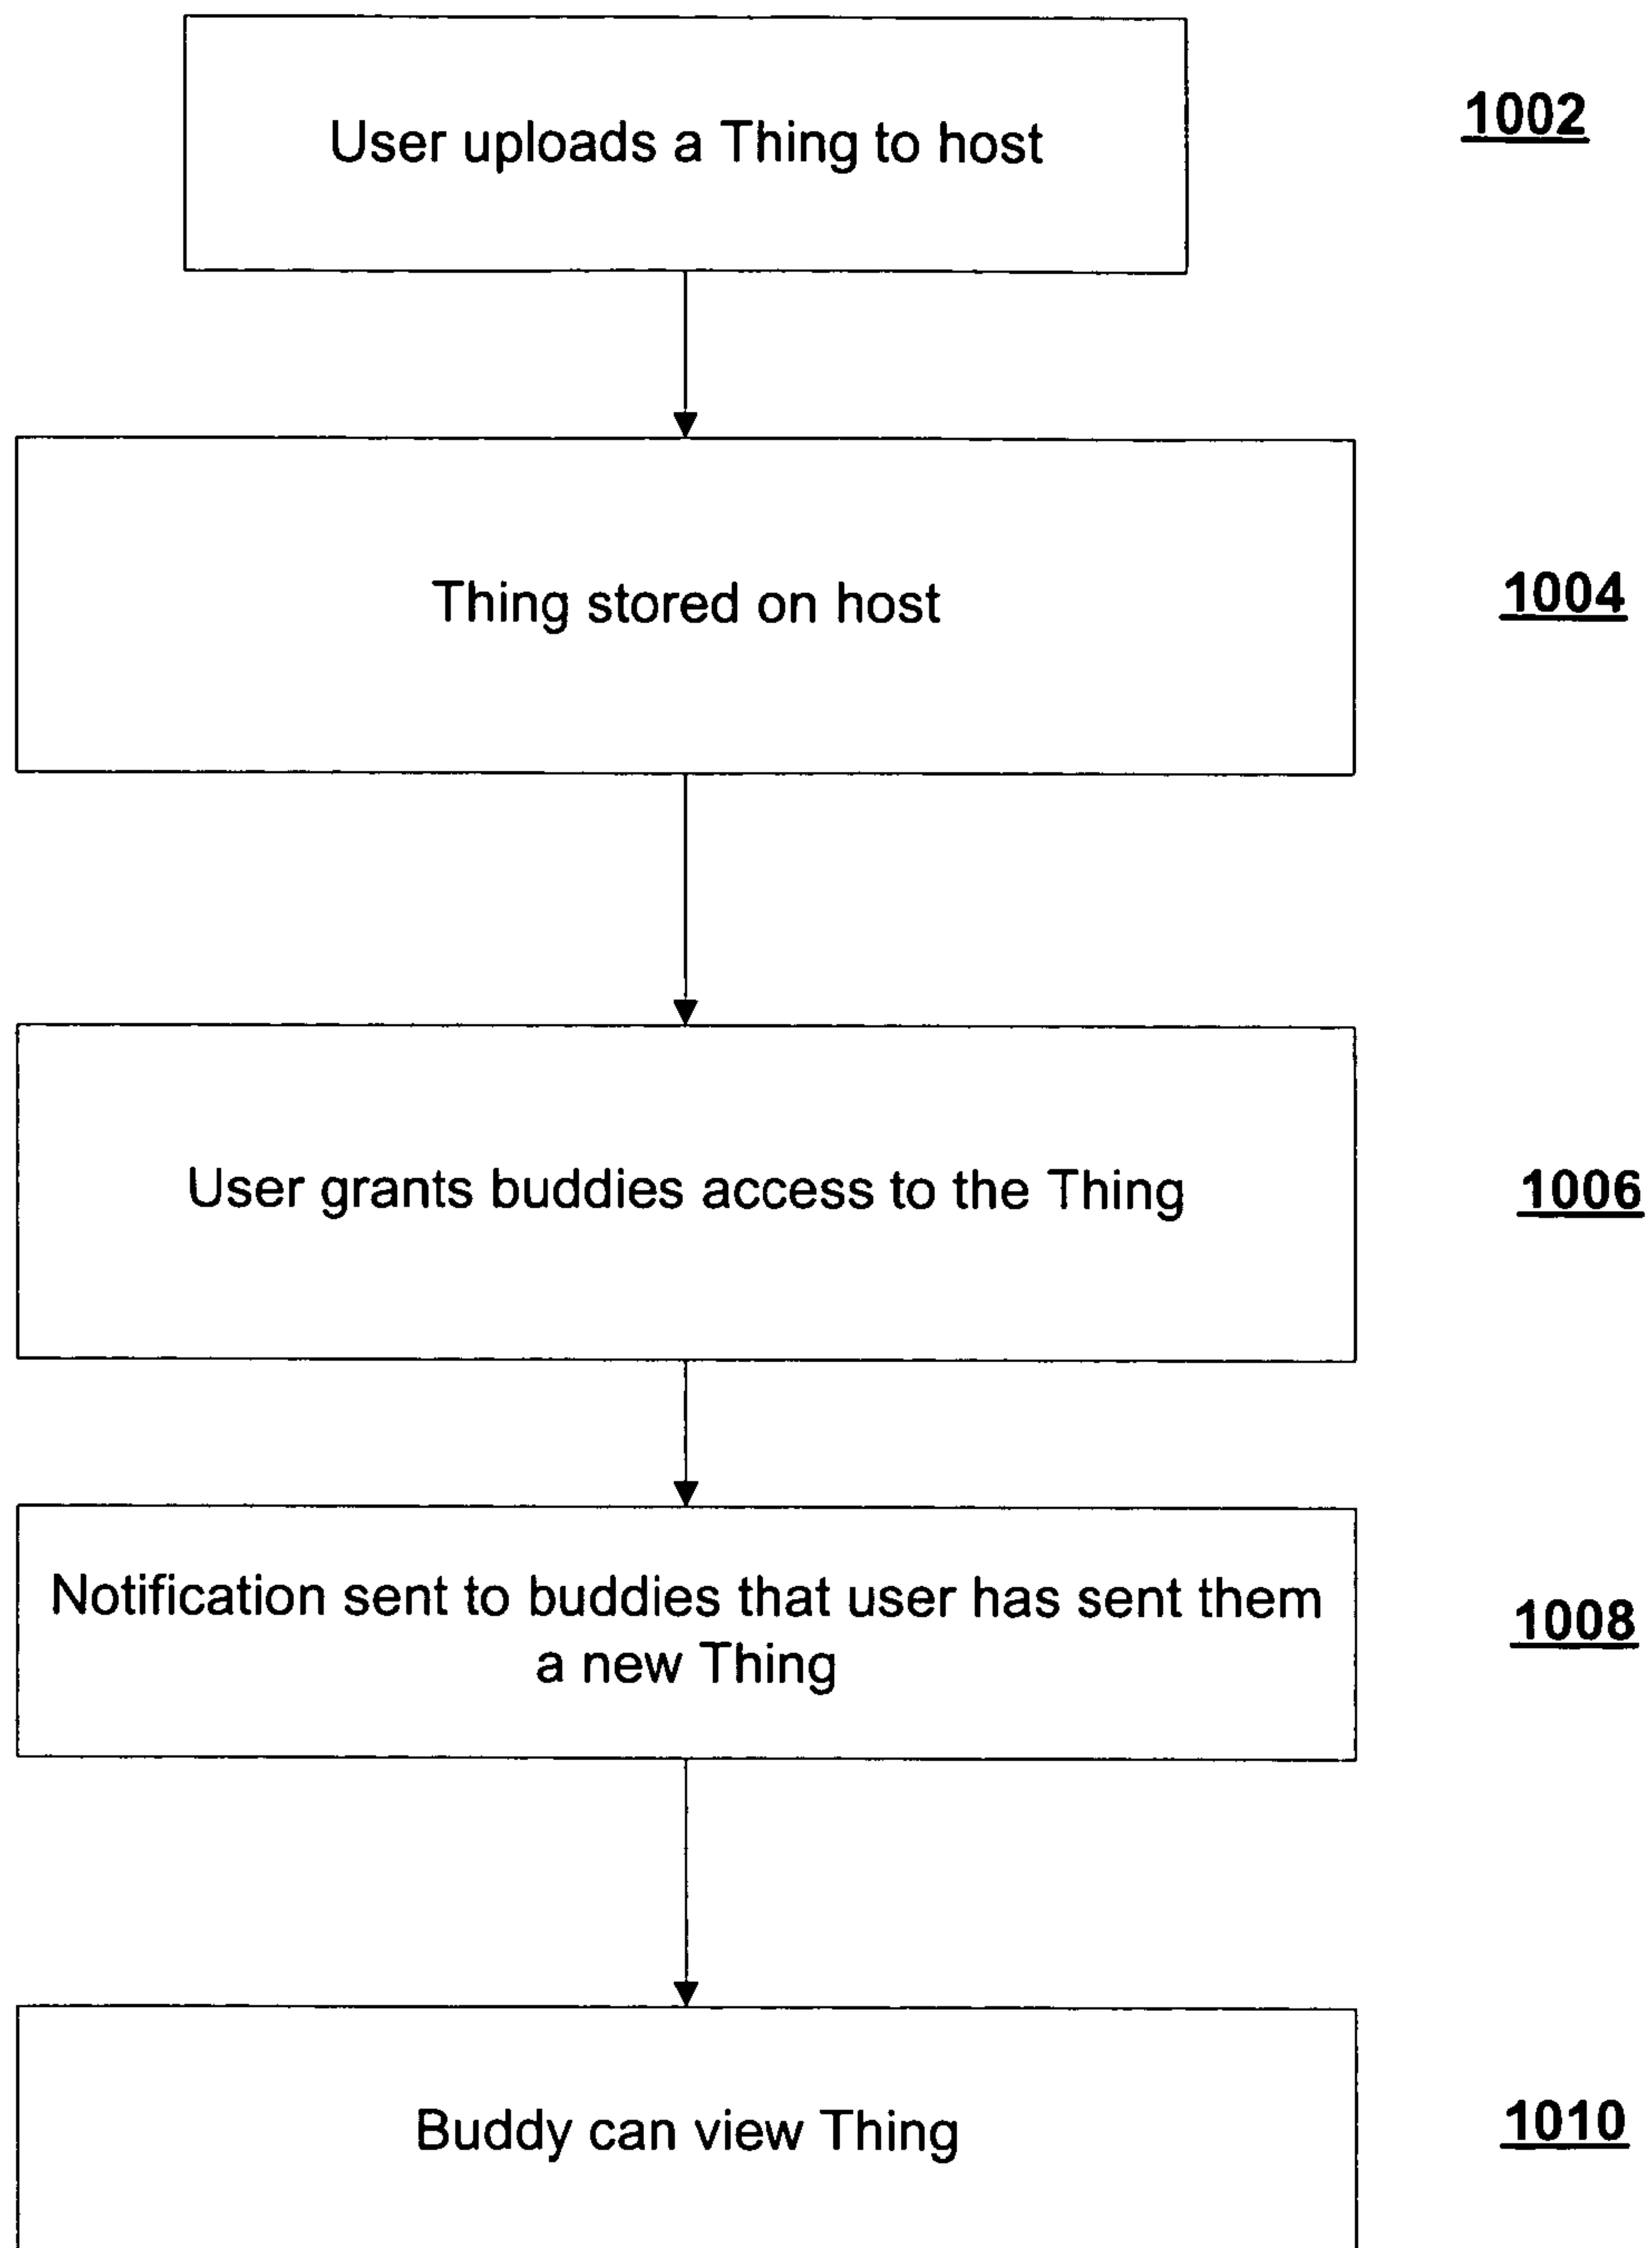 User uploads a Thing to host
1002
Thing stored on host
1004
User grants buddies access to the Thing
1006
Notification sent to buddies that user has sent them
a new Thing
1008
Buddy can view Thing
1010